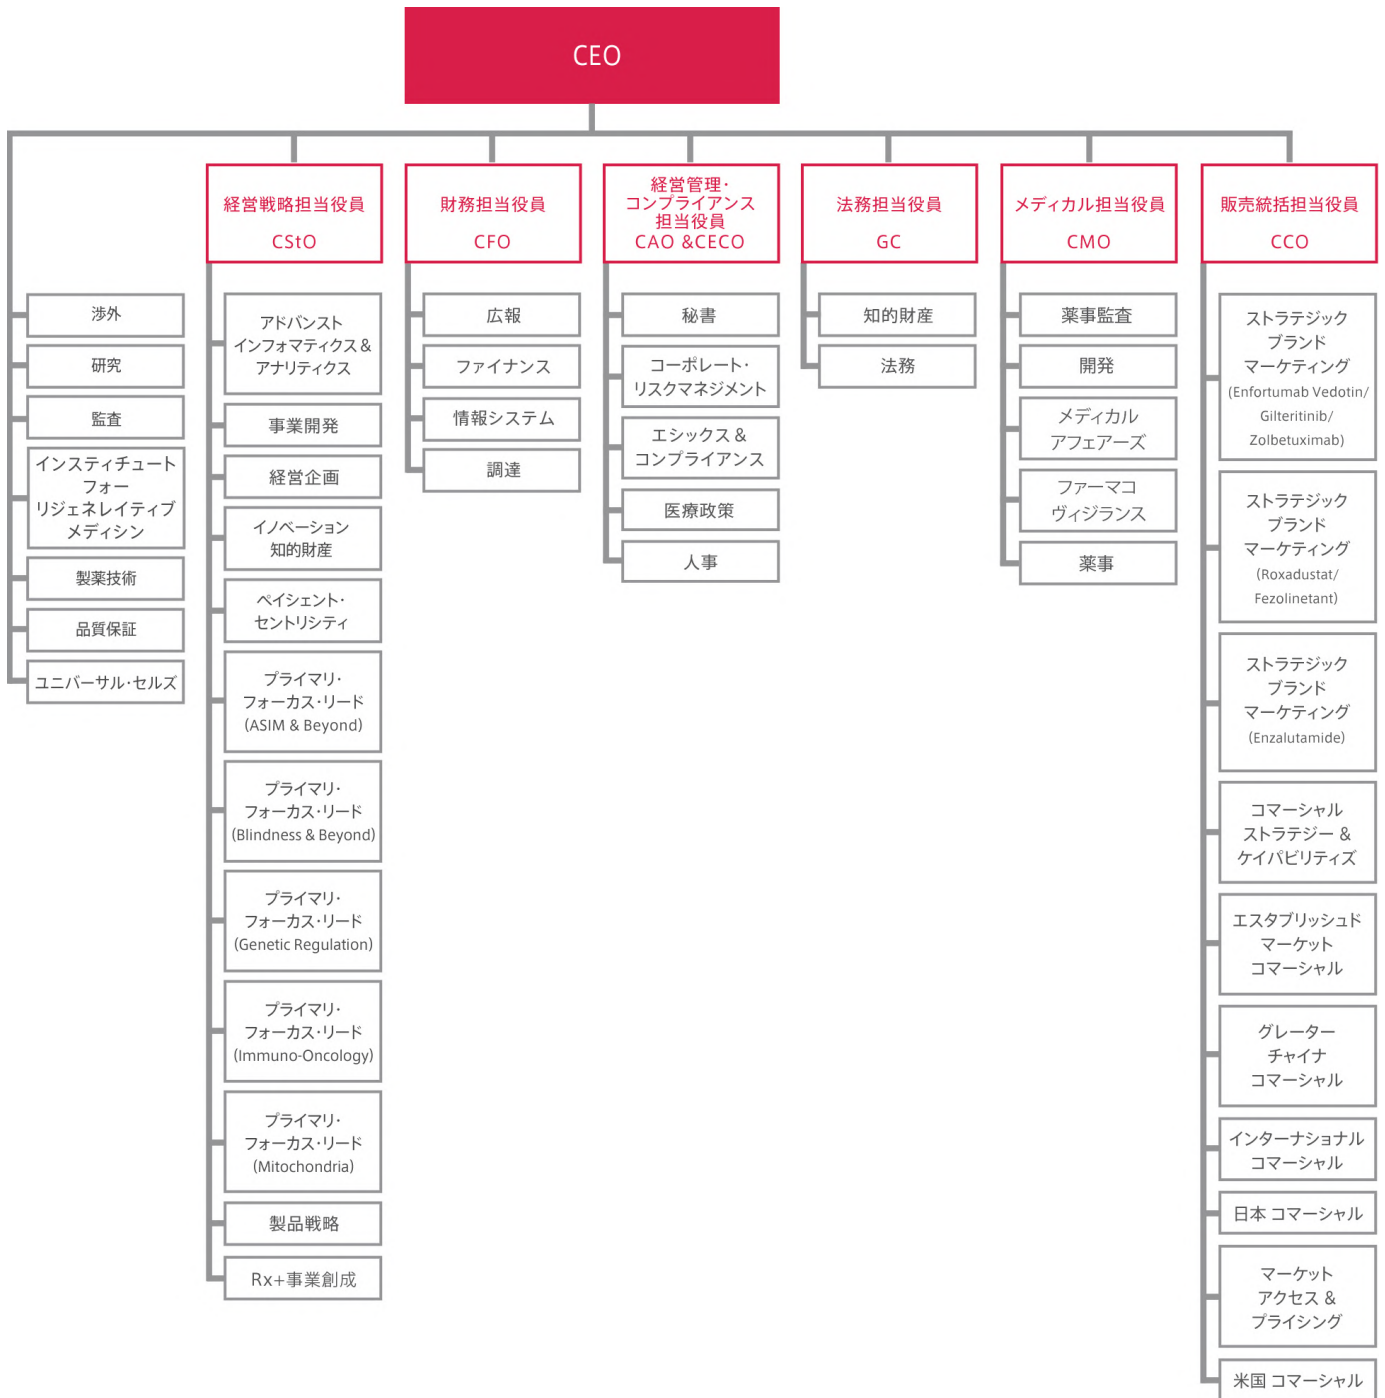 CEO
渉外
研究
監査
インスティチュート
フォー
リジェネレイティブ
メディシン
製薬技術
品質保証
ユニバーサル・セルズ
経営戦略担当役員
CStO
アドバンスト
インフォマティクス &
アナリティクス
事業開発
経営企画
イノベーション
知的財産
ペイシェント・
セントリシティ
プライマリ・
フォーカス・リード
(ASIM & Beyond)
プライマリ・
フォーカス・リード
(Blindness & Beyond)
プライマリ・
フォーカス・リード
(Genetic Regulation)
プライマリ・
フォーカス・リード
(Immuno-Oncology)
プライマリ・
フォーカス・リード
(Mitochondria)
製品戦略
Rx+事業創成
財務担当役員
CFO
広報
ファイナンス
情報システム
調達
経営管理・
コンプライアンス
担当役員
CAO &CECO
秘書
コーポレート・
リスクマネジメント
エシックス &
コンプライアンス
医療政策
人事
法務担当役員
GC
知的財産
法務
メディカル担当役員
CMO
薬事監査
開発
メディカル
アフェアーズ
ファーマコ
ヴィジランス
薬事
販売統括担当役員
CCO
ストラテジック
ブランド
マーケティング
(Enfortumab Vedotin/
Gilteritinib/
Zolbetuximab)
ストラテジック
ブランド
マーケティング
(Roxadustat/
Fezolinetant)
ストラテジック
ブランド
マーケティング
(Enzalutamide)
コマーシャル
ストラテジー &
ケイパビリティズ
エスタブリッシュド
マーケット
コマーシャル
グレーター
チャイナ
コマーシャル
インターナショナル
コマーシャル
日本 コマーシャル
マーケット
アクセス &
プライシング
米国 コマーシャル